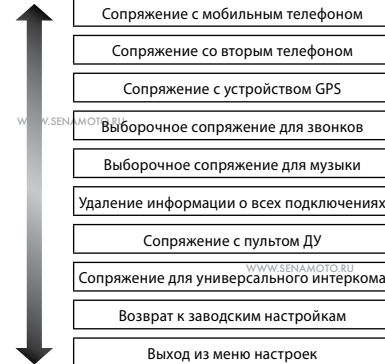 Сопряжение с мобильным телефоном
Сопряжение со вторым телефоном
Сопряжение с устройством GPS
WWW.SENAMOTO.RU
Выборочное сопряжение для звонков
Выборочное сопряжение для музыки
Удаление информации о всех подключениях
Сопряжение с пультом ДУ
WWW.SENAMOTO.RU
Сопряжение для универсального интеркома
Возврат к заводским настройкам
Выход из меню настроек